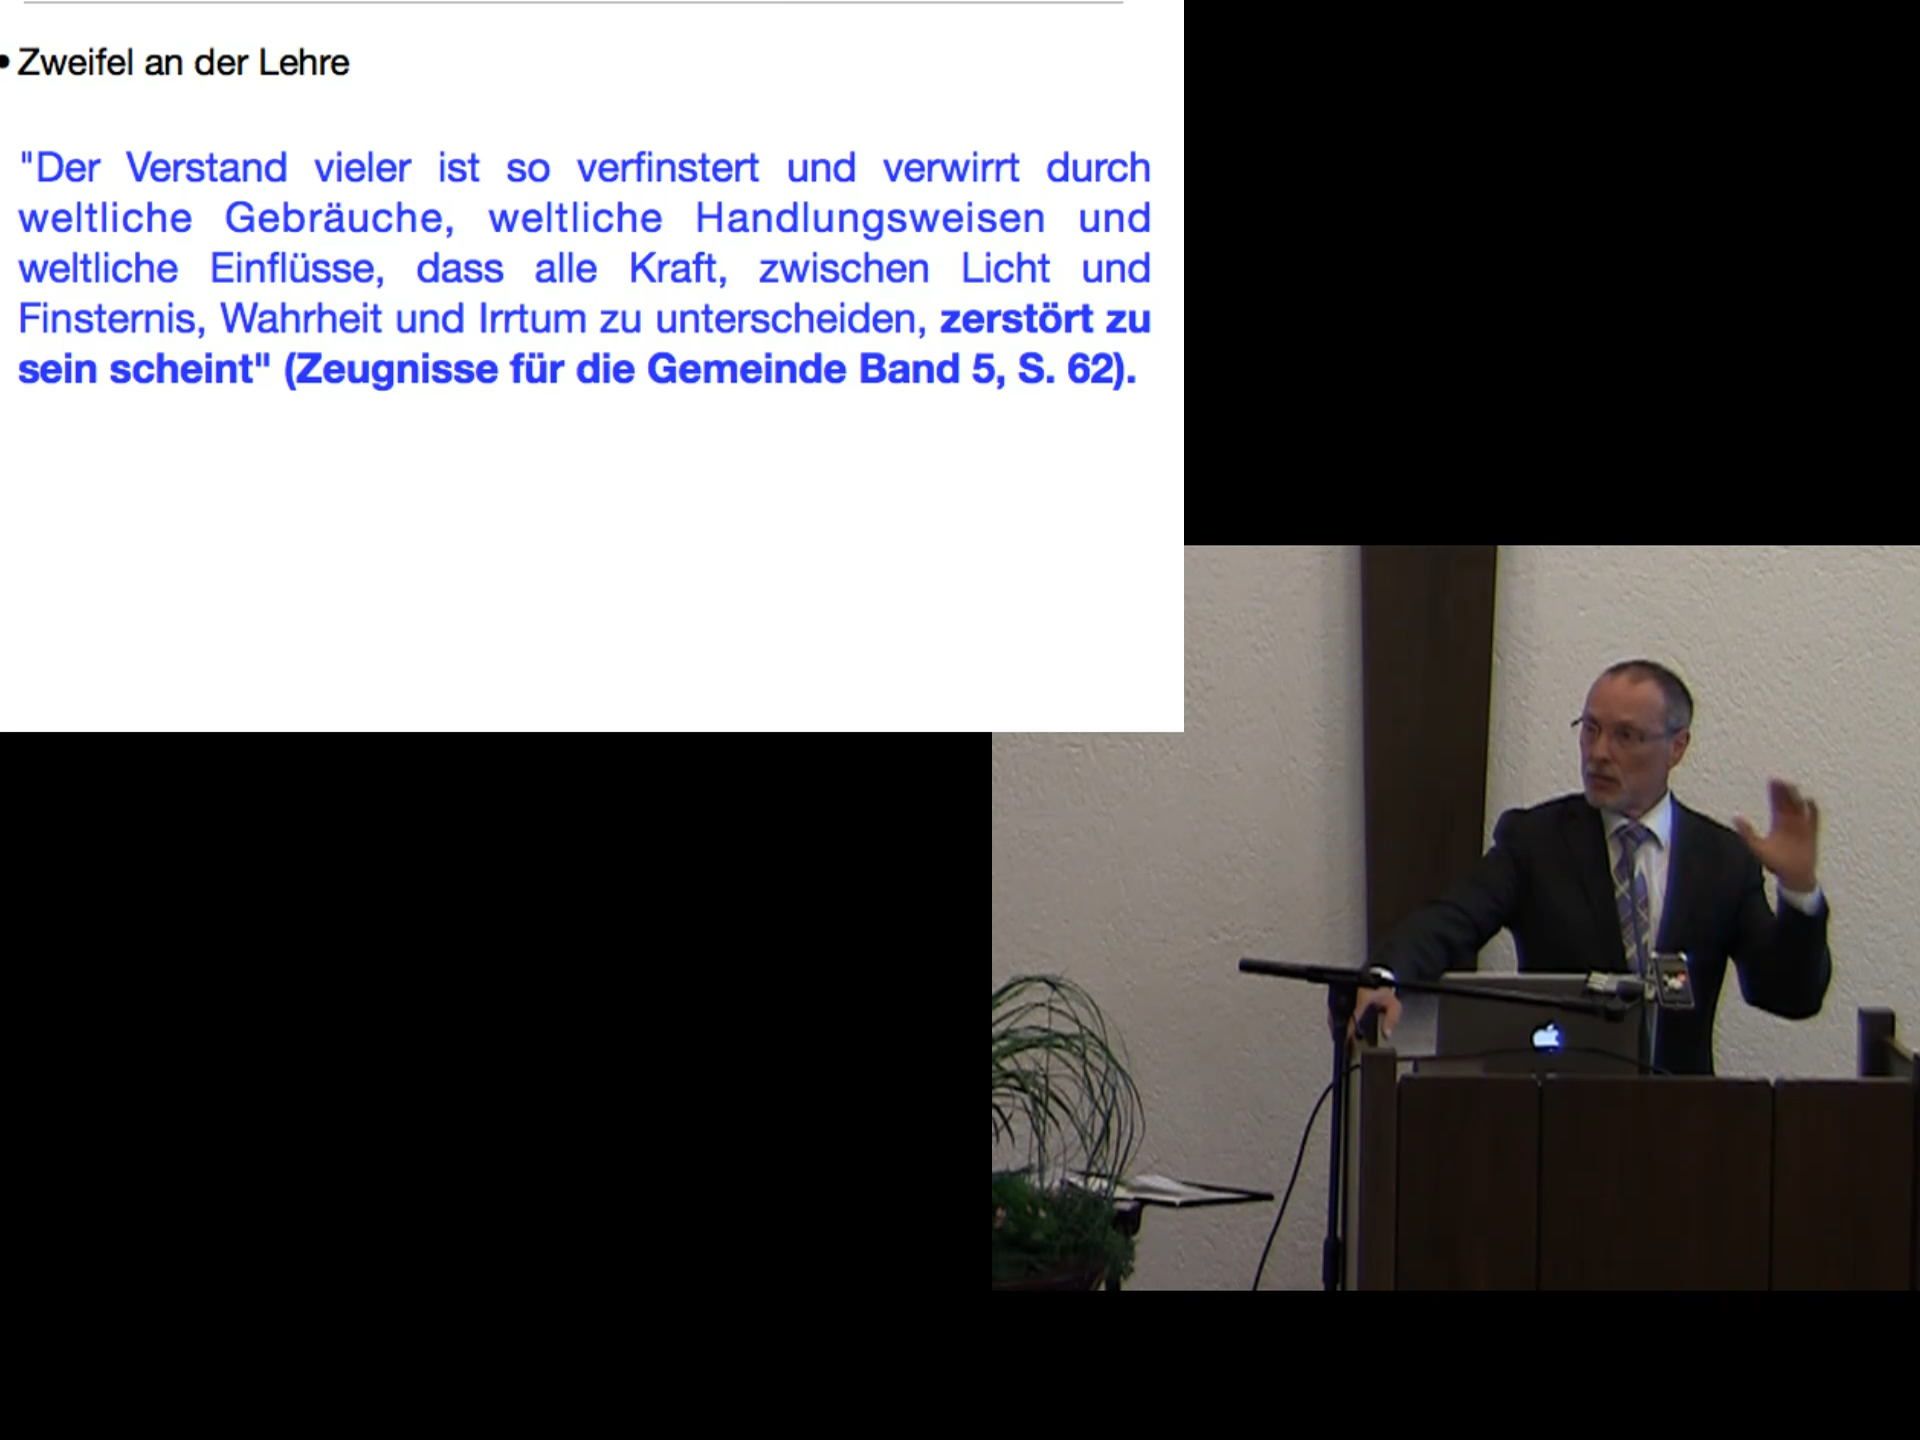 • Zweifel an der Lehre
"Der Verstand vieler ist so verfinstert und verwirrt durch
weltliche Gebräuche, weltliche Handlungsweisen und
weltliche Einflüsse, dass alle Kraft, zwischen Licht und
Finsternis, Wahrheit und Irrtum zu unterscheiden, zerstört zu
sein scheint" (Zeugnisse für die Gemeinde Band 5, S. 62).